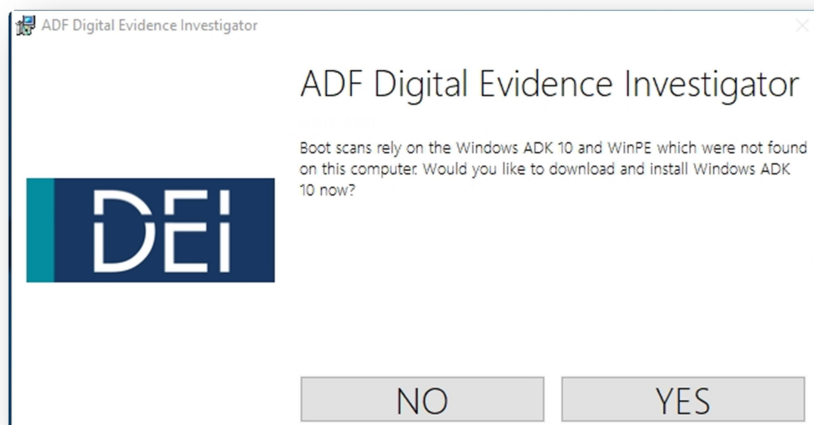 ADF Digital Evidence Investigator
ADF Digital Evidence Investigator
Boot scans rely on the Windows ADK 10 and WinPE which were not found
on this computer. Would you like to download and install Windows ADK
10 now?
DEI
NO
YES